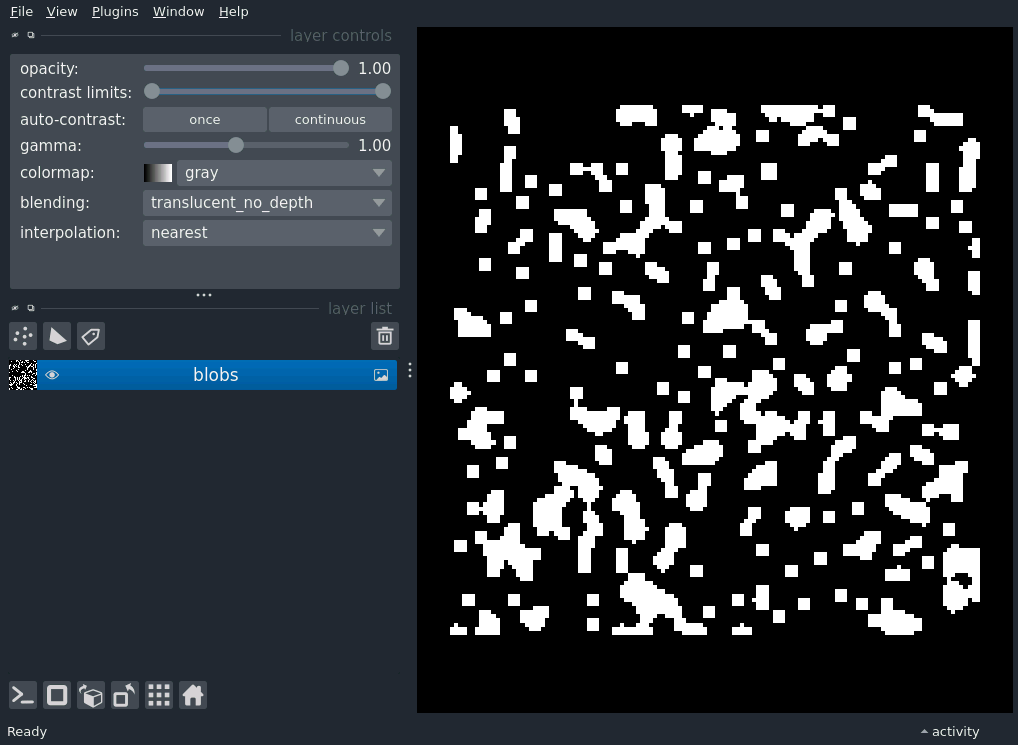 File View Plugins Window Help
layer controls
opacity: 1.00
contrast limits:
auto-contrast: once continuous
gamma: 1.00
colormap: gray
blending: translucent_no_depth
interpolation: nearest
layer list
blobs
Ready activity